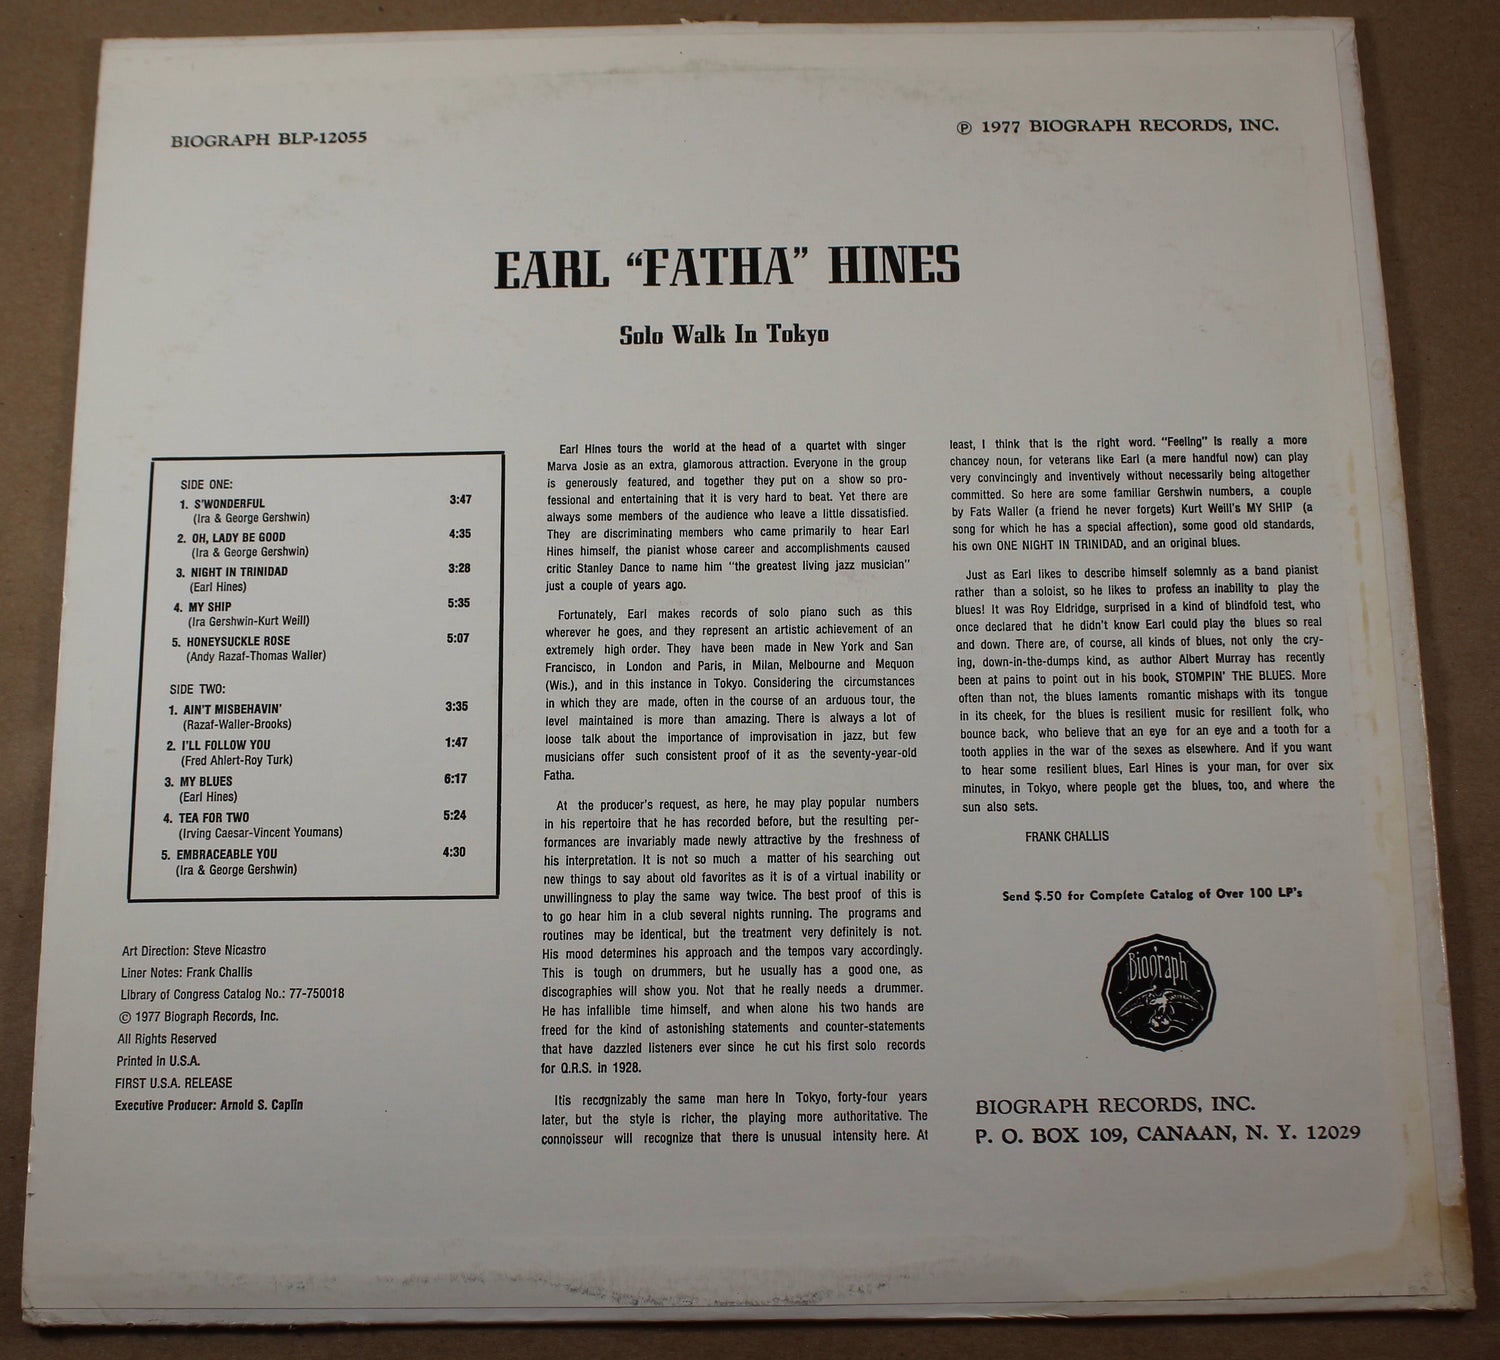 BIOGRAPH BLP-12055
℗ 1977 BIOGRAPH RECORDS, INC.
EARL “FATHA” HINES
Solo Walk In Tokyo
SIDE ONE:
1. S'WONDERFUL 3:47
(Ira & George Gershwin)
2. OH, LADY BE GOOD 4:35
(Ira & George Gershwin)
3. NIGHT IN TRINIDAD 3:28
(Earl Hines)
4. MY SHIP 5:35
(Ira Gershwin-Kurt Weill)
5. HONEYSUCKLE ROSE 5:07
(Andy Razaf-Thomas Waller)
SIDE TWO:
1. AIN'T MISBEHAVIN' 3:35
(Razaf-Waller-Brooks)
2. I'LL FOLLOW YOU 1:47
(Fred Ahlert-Roy Turk)
3. MY BLUES 6:17
(Earl Hines)
4. TEA FOR TWO 5:24
(Irving Caesar-Vincent Youmans)
5. EMBRACEABLE YOU 4:30
(Ira & George Gershwin)
Art Direction: Steve Nicastro
Liner Notes: Frank Challis
Library of Congress Catalog No.: 77-750018
© 1977 Biograph Records, Inc.
All Rights Reserved
Printed in U.S.A.
FIRST U.S.A. RELEASE
Executive Producer: Arnold S. Caplin
Earl Hines tours the world at the head of a quartet with singer
Marva Josie as an extra, glamorous attraction. Everyone in the group
is generously featured, and together they put on a show so pro-
fessional and entertaining that it is very hard to beat. Yet there are
always some members of the audience who leave a little dissatisfied.
They are discriminating members who came primarily to hear Earl
Hines himself, the pianist whose career and accomplishments caused
critic Stanley Dance to name him "the greatest living jazz musician"
just a couple of years ago.
Fortunately, Earl makes records of solo piano such as this
wherever he goes, and they represent an artistic achievement of an
extremely high order. They have been made in New York and San
Francisco, in London and Paris, in Milan, Melbourne and Mequon
(Wis.), and in this instance in Tokyo. Considering the circumstances
in which they are made, often in the course of an arduous tour, the
level maintained is more than amazing. There is always a lot of
loose talk about the importance of improvisation in jazz, but few
musicians offer such consistent proof of it as the seventy-year-old
Fatha.
At the producer's request, as here, he may play popular numbers
in his repertoire that he has recorded before, but the resulting per-
formances are invariably made newly attractive by the freshness of
his interpretation. It is not so much a matter of his searching out
new things to say about old favorites as it is of a virtual inability or
unwillingness to play the same way twice. The best proof of this is
to go hear him in a club several nights running. The programs and
routines may be identical, but the treatment very definitely is not.
His mood determines his approach and the tempos vary accordingly.
This is tough on drummers, but he usually has a good one, as
discographies will show you. Not that he really needs a drummer.
He has infallible time himself, and when alone his two hands are
freed for the kind of astonishing statements and counter-statements
that have dazzled listeners ever since he cut his first solo records
for Q.R.S. in 1928.
Itis recognizably the same man here In Tokyo, forty-four years
later, but the style is richer, the playing more authoritative. The
connoisseur will recognize that there is unusual intensity here. At
least, I think that is the right word. "Feeling" is really a more
chancey noun, for veterans like Earl (a mere handful now) can play
very convincingly and inventively without necessarily being altogether
committed. So here are some familiar Gershwin numbers, a couple
by Fats Waller (a friend he never forgets) Kurt Weill's MY SHIP (a
song for which he has a special affection), some good old standards,
his own ONE NIGHT IN TRINIDAD, and an original blues.
Just as Earl likes to describe himself solemnly as a band pianist
rather than a soloist, so he likes to profess an inability to play the
blues! It was Roy Eldridge, surprised in a kind of blindfold test, who
once declared that he didn't know Earl could play the blues so real
and down. There are, of course, all kinds of blues, not only the cry-
ing, down-in-the-dumps kind, as author Albert Murray has recently
been at pains to point out in his book, STOMPIN' THE BLUES. More
often than not, the blues laments romantic mishaps with its tongue
in its cheek, for the blues is resilient music for resilient folk, who
bounce back, who believe that an eye for an eye and a tooth for a
tooth applies in the war of the sexes as elsewhere. And if you want
to hear some resilient blues, Earl Hines is your man, for over six
minutes, in Tokyo, where people get the blues, too, and where the
sun also sets.
FRANK CHALLIS
Send $.50 for Complete Catalog of Over 100 LP's
Biograph
BIOGRAPH RECORDS, INC.
P. O. BOX 109, CANAAN, N. Y. 12029